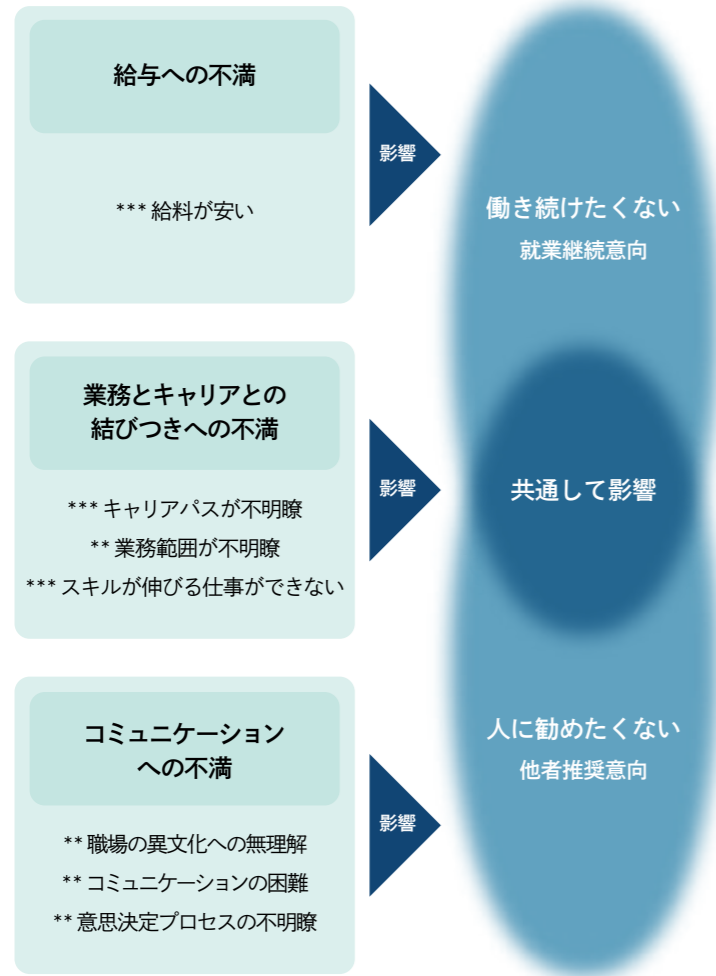 給与への不満
*** 給料が安い
影響
働き続けたくない
就業継続意向
業務とキャリアとの
結びつきへの不満
*** キャリアパスが不明瞭
** 業務範囲が不明瞭
*** スキルが伸びる仕事ができない
影響
共通して影響
コミュニケーション
への不満
** 職場の異文化への無理解
** コミュニケーションの困難
** 意思決定プロセスの不明瞭
影響
人に勧めたくない
他者推奨意向